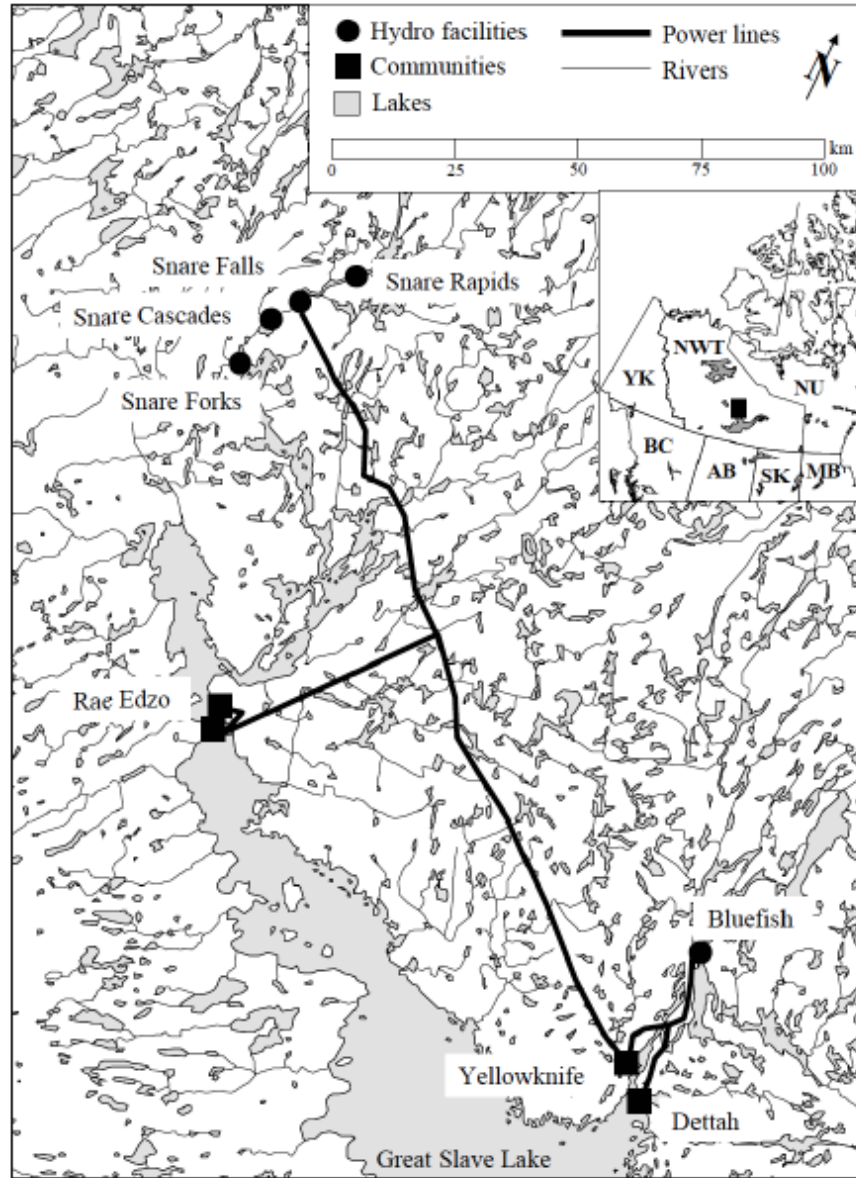 Hydro facilities
Power lines
Communities
Rivers
Lakes
N
km
0
25
50
75
100
Snare Falls
Snare Rapids
Snare Cascades
Snare Forks
NWT
YK
NU
BC
AB
SK
MB
Rae Edzo
Bluefish
Yellowknife
Dettah
Great Slave Lake